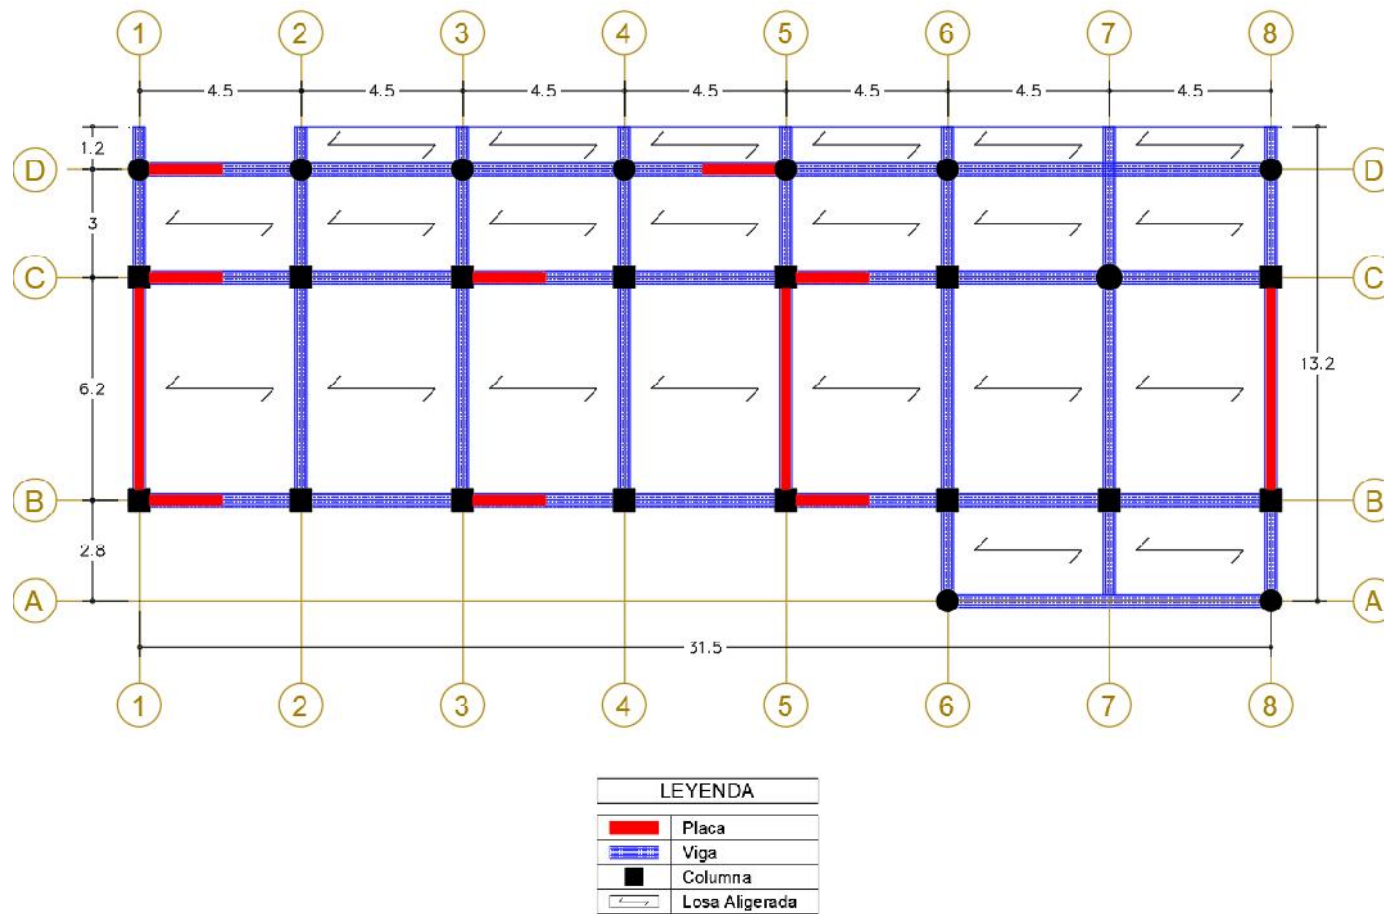 1 2 3 4 5 6 7 8
4.5 4.5 4.5 4.5 4.5 4.5 4.5
1.2
D D
3
C C
6.2 13.2
B B
2.8
A A
31.5
1 2 3 4 5 6 7 8
LEYENDA
Placa
Viga
Columna
Losa Aligerada